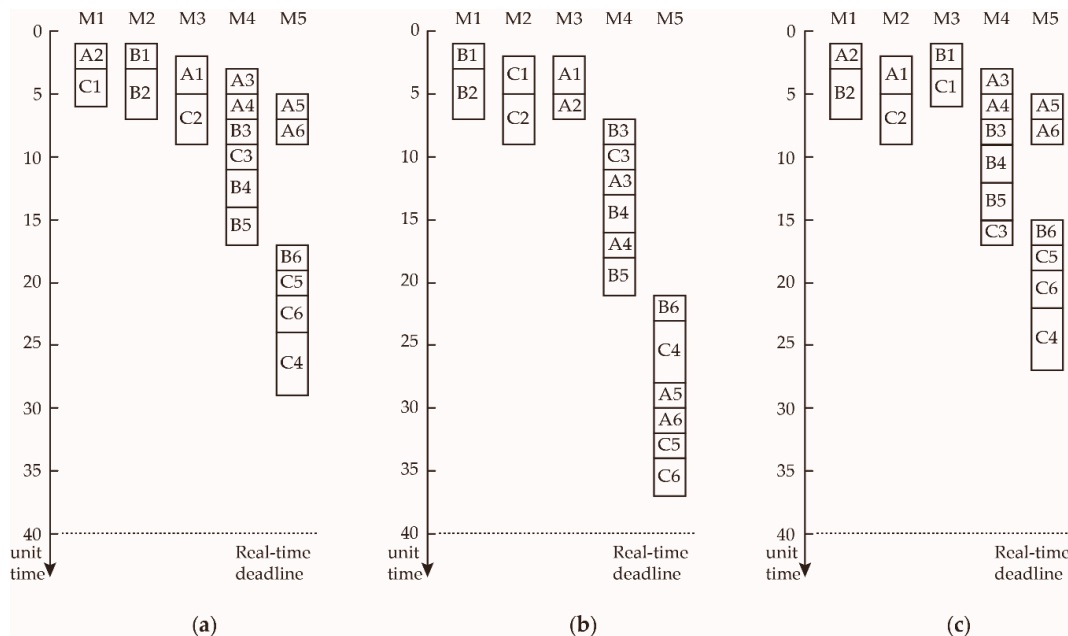 M1 M2 M3 M4 M5
0
5
10
15
20
25
30
35
40
A2
C1
B1
B2
A1
C2
A3
A4
B3
C3
B4
B5
A5
A6
B6
C5
C6
C4
unit
time
Real-time
deadline
(a)
M1 M2 M3 M4 M5
0
5
10
15
20
25
30
35
40
B1
B2
C1
C2
A1
A2
B3
C3
A3
B4
A4
B5
B6
C4
A5
A6
C5
C6
unit
time
Real-time
deadline
(b)
M1 M2 M3 M4 M5
0
5
10
15
20
25
30
35
40
A2
B2
A1
C2
B1
C1
A3
A4
B3
B4
B5
C3
A5
A6
B6
C5
C6
C4
unit
time
Real-time
deadline
(c)